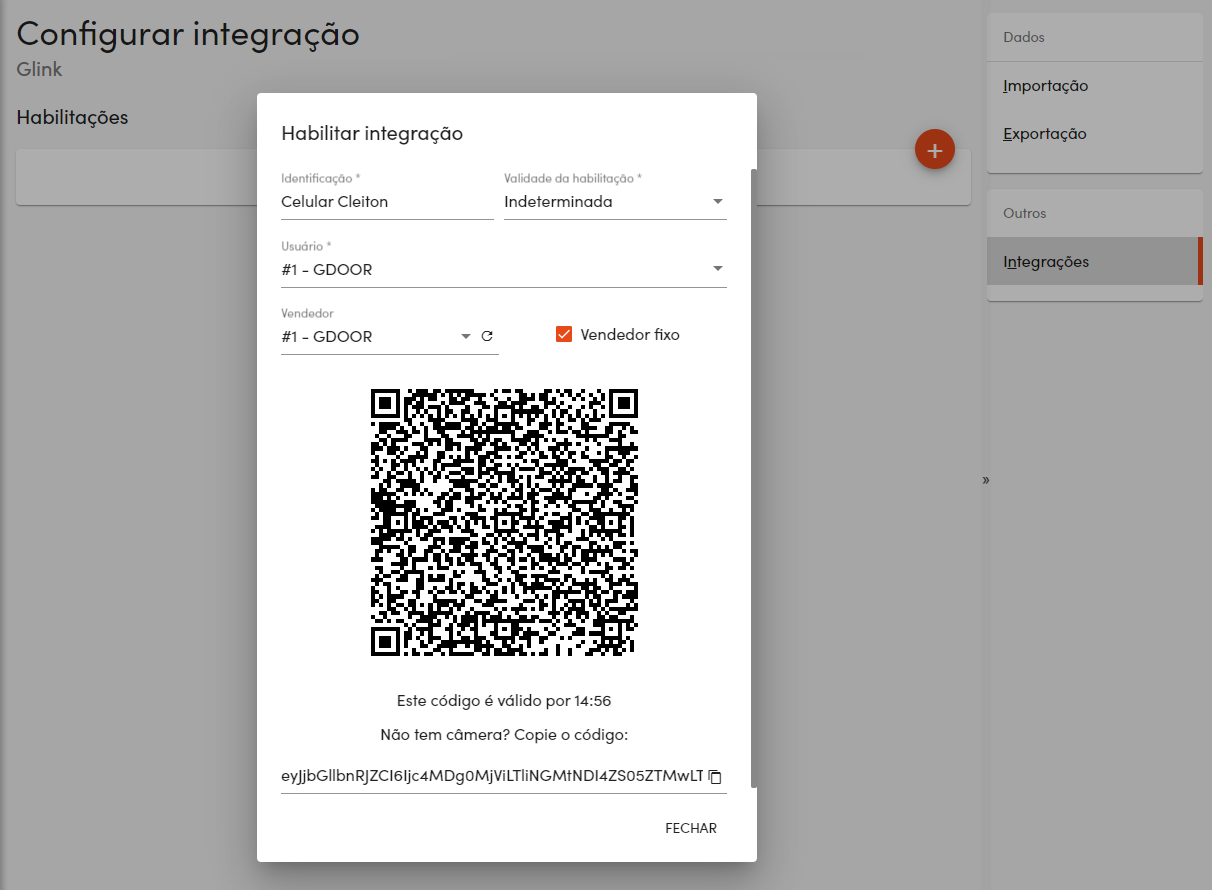 Configurar integração
Glink
Habilitações
+
Habilitar integração
Identificação *
Celular Cleiton
Validade da habilitação *
Indeterminada
Usuário *
#1 - GDOOR
Vendedor
#1 - GDOOR
Vendedor fixo
Este código é válido por 14:56
Não tem câmera? Copie o código:
eyJjbGllbnRJZCI6Ijc4MDg0MjViLTliNGMtNDI4ZS05ZTMwLT
FECHAR
Dados
Importação
Exportação
Outros
Integrações
»